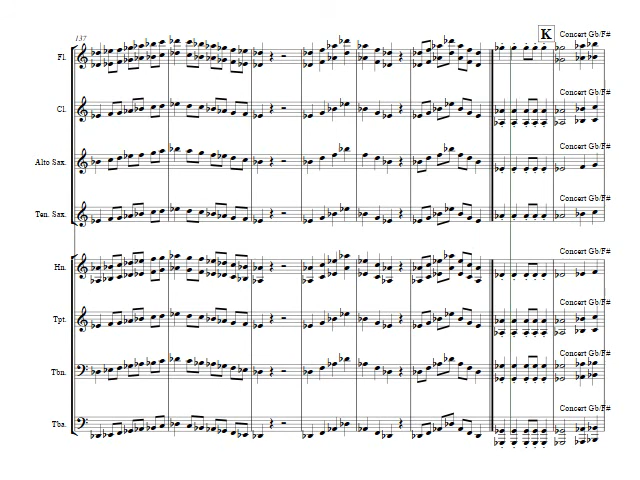 137
K
Concert Gb/F#
Fl.
Concert Gb/F#
Cl.
Concert Gb/F#
Alto Sax.
Concert Gb/F#
Ten. Sax.
Concert Gb/F#
Hn.
Concert Gb/F#
Tpt.
Concert Gb/F#
Tbn.
Concert Gb/F#
Tba.